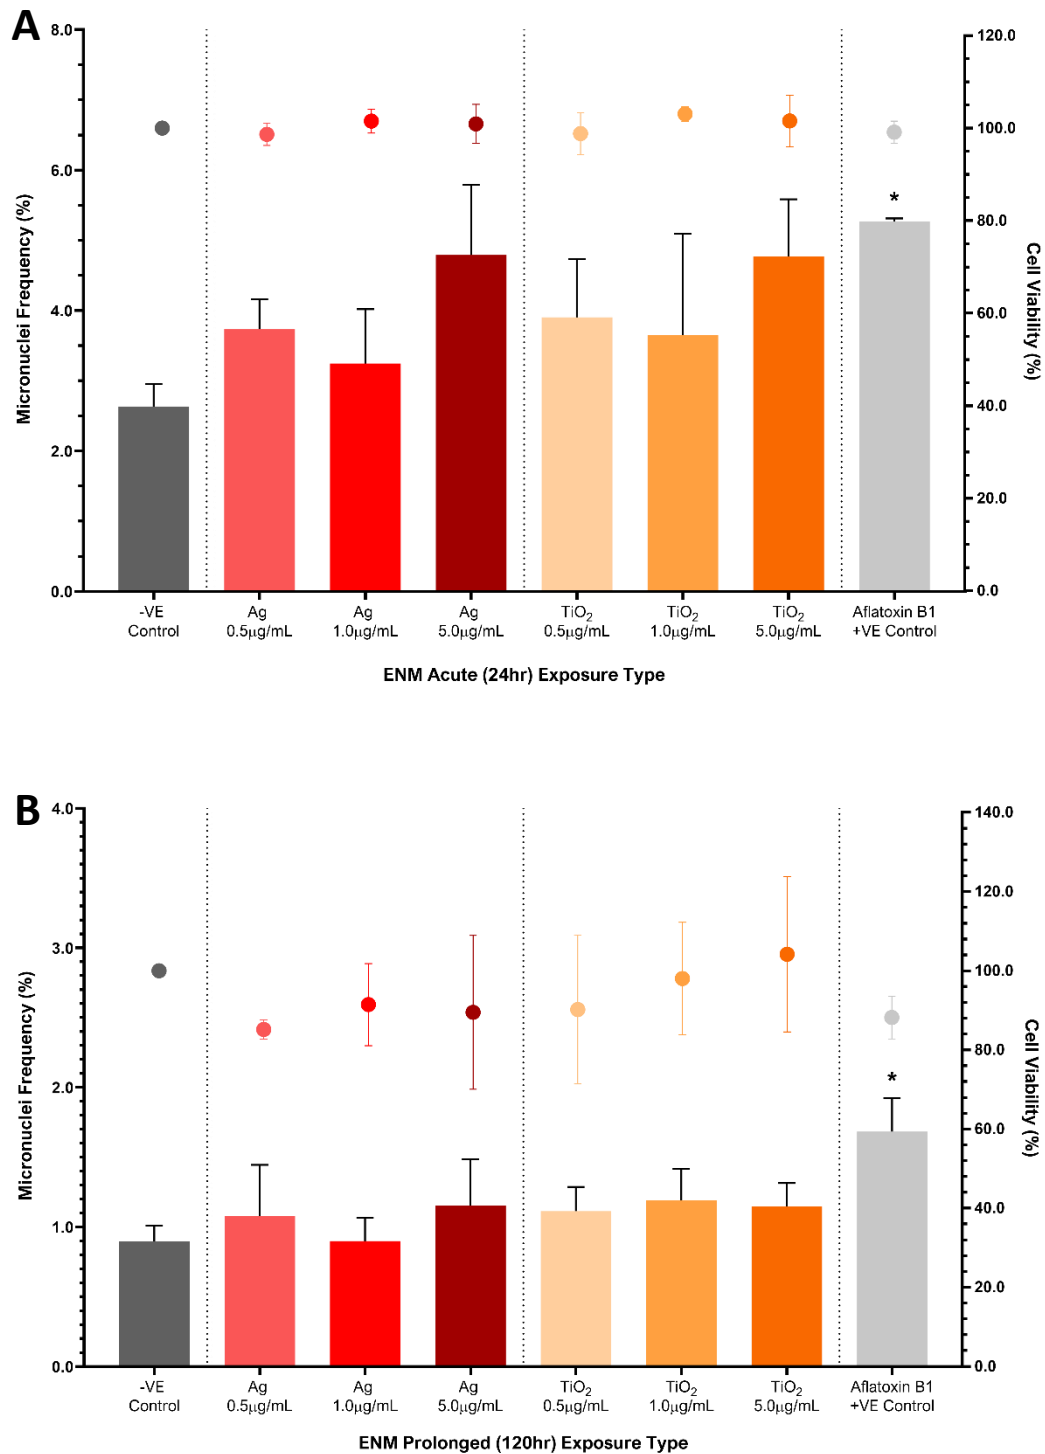 A
8.0
6.0
4.0
2.0
0.0
Micronuclei Frequency (%)
120.0
100.0
80.0
60.0
40.0
20.0
0.0
Cell Viability (%)
*
-VE
Control
Ag
0.5µg/mL
Ag
1.0µg/mL
Ag
5.0µg/mL
TiO₂
0.5µg/mL
TiO₂
1.0µg/mL
TiO₂
5.0µg/mL
Aflatoxin B1
+VE Control
ENM Acute (24hr) Exposure Type
B
4.0
3.0
2.0
1.0
0.0
Micronuclei Frequency (%)
140.0
120.0
100.0
80.0
60.0
40.0
20.0
0.0
Cell Viability (%)
*
-VE
Control
Ag
0.5µg/mL
Ag
1.0µg/mL
Ag
5.0µg/mL
TiO₂
0.5µg/mL
TiO₂
1.0µg/mL
TiO₂
5.0µg/mL
Aflatoxin B1
+VE Control
ENM Prolonged (120hr) Exposure Type